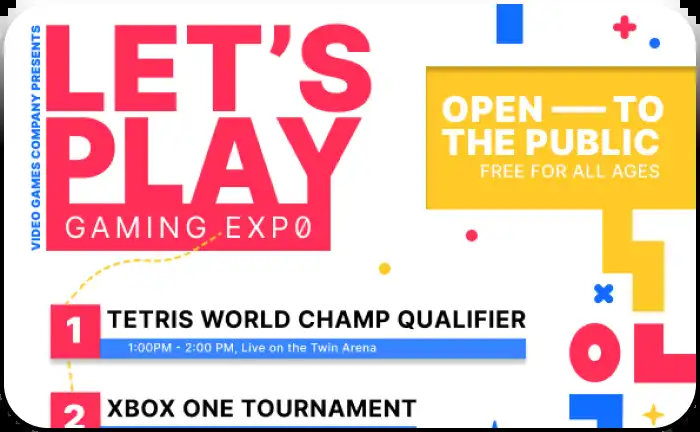 VIDEO GAMES COMPANY PRESENTS
LET'S
PLAY
GAMING EXP0
OPEN — TO
THE PUBLIC
FREE FOR ALL AGES
1
TETRIS WORLD CHAMP QUALIFIER
1:00PM - 2:00 PM, Live on the Twin Arena
2
XBOX ONE TOURNAMENT